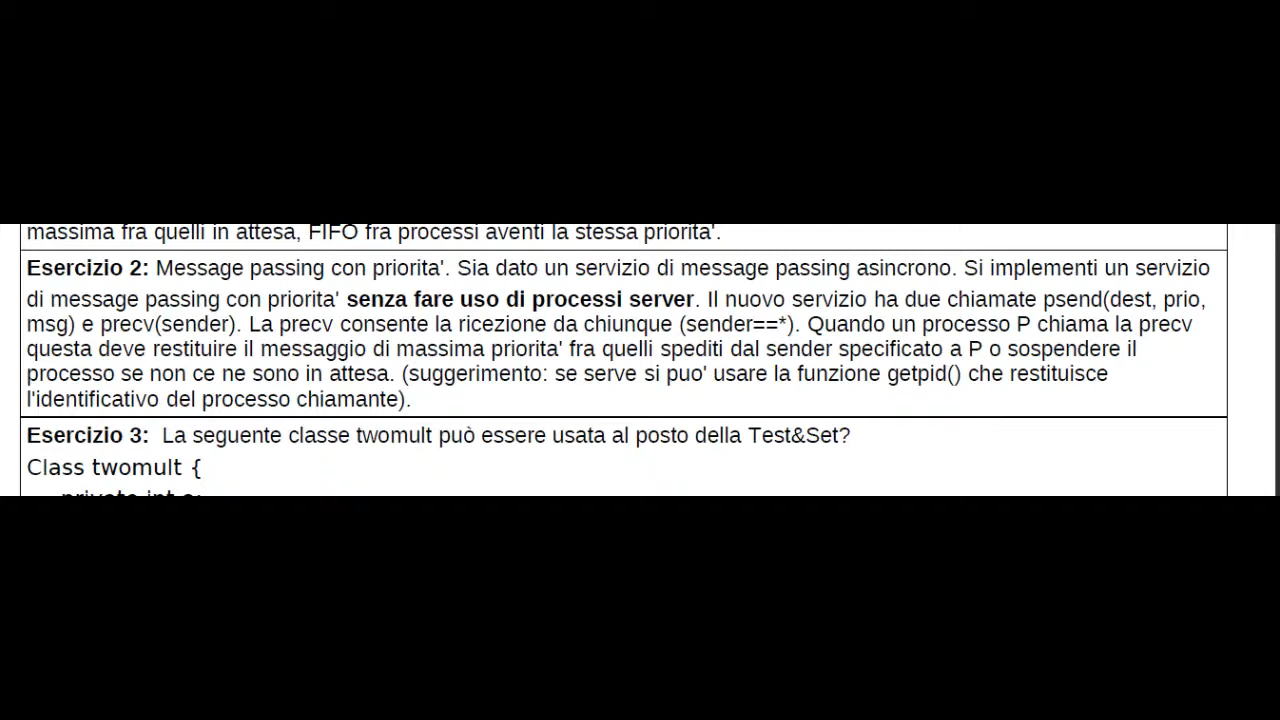 massima fra quelli in attesa, FIFO fra processi aventi la stessa priorita'.
Esercizio 2: Message passing con priorita'. Sia dato un servizio di message passing asincrono. Si implementi un servizio
di message passing con priorita' senza fare uso di processi server. Il nuovo servizio ha due chiamate psend(dest, prio,
msg) e precv(sender). La precv consente la ricezione da chiunque (sender==*). Quando un processo P chiama la precv
questa deve restituire il messaggio di massima priorita' fra quelli spediti dal sender specificato a P o sospendere il
processo se non ce ne sono in attesa. (suggerimento: se serve si puo' usare la funzione getpid() che restituisce
l'identificativo del processo chiamante).
Esercizio 3: La seguente classe twomult può essere usata al posto della Test&Set?
Class twomult {